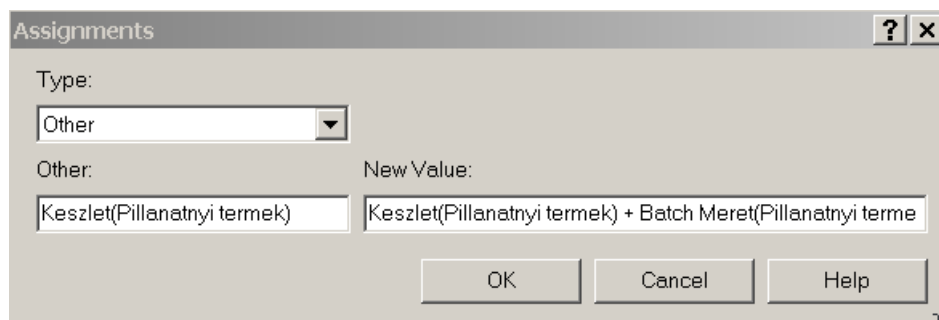 Assignments
Type:
Other
Other: New Value:
Keszlet(Pillanatnyi termek) Keszlet(Pillanatnyi termek) + Batch Meret(Pillanatnyi terme
OK Cancel Help